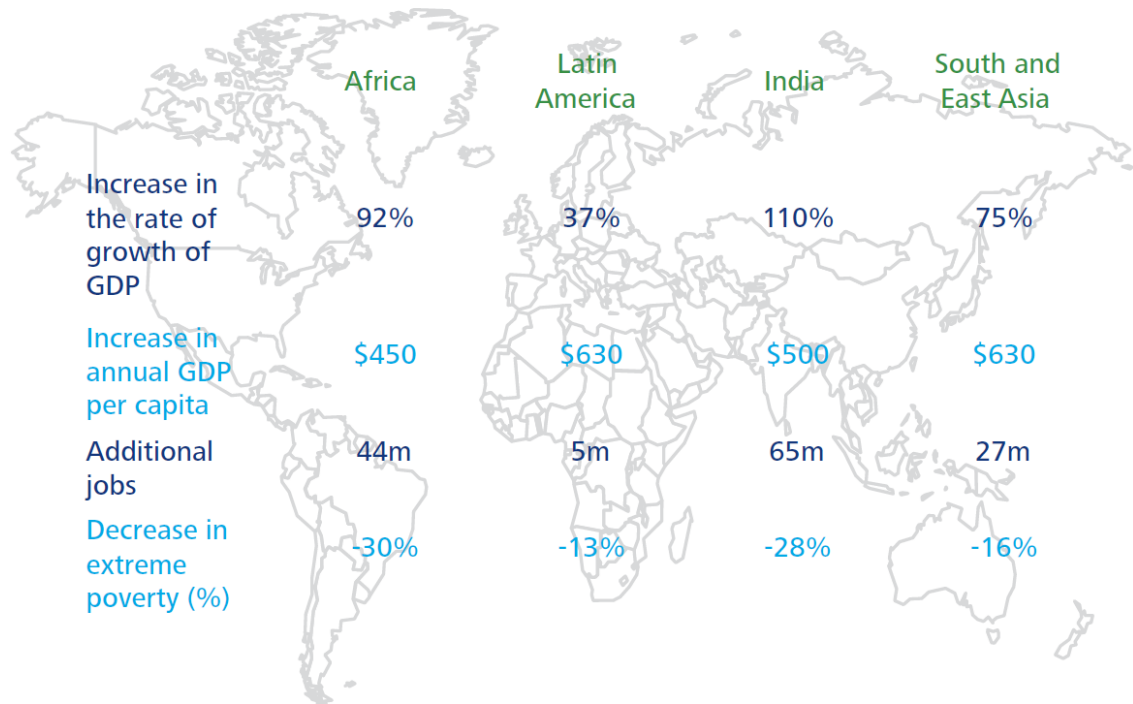 Africa
Latin
America
India
South and
East Asia
Increase in
the rate of
growth of
GDP
92%
37%
110%
75%
Increase in
annual GDP
per capita
$450
$630
$500
$630
Additional
jobs
44m
5m
65m
27m
Decrease in
extreme
poverty (%)
-30%
-13%
-28%
-16%